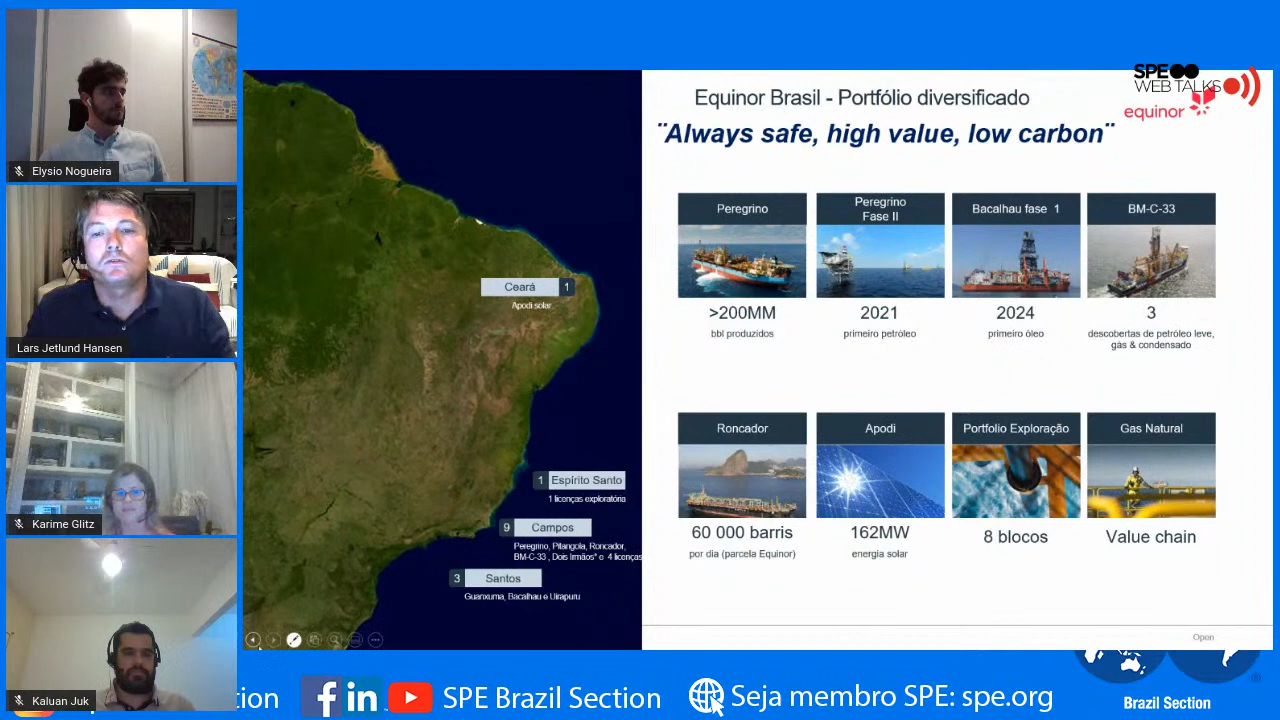 Elysio Nogueira
Lars Jetlund Hansen
Karime Glitz
Kaluan Juk
SPE
WEB TALKS
equinor
Equinor Brasil - Portfólio diversificado
¨Always safe, high value, low carbon¨
Peregrino
>200MM
bbl produzidos
Peregrino
Fase II
2021
primeiro petróleo
Bacalhau fase 1
2024
primeiro óleo
BM-C-33
3
descobertas de petróleo leve,
gás & condensado
Roncador
60 000 barris
por dia (parcela Equinor)
Apodi
162MW
energia solar
Portfolio Exploração
8 blocos
Gas Natural
Value chain
Ceará 1
Apodi solar
1 Espírito Santo
1 licenças exploratória
9 Campos
Peregrino, Pitangola, Roncador,
BM-C-33 , Dois Irmãos* e 4 licenças
3 Santos
Guanxuma, Bacalhau e Uirapuru
Open
SPE Brazil Section
Seja membro SPE: spe.org
Brazil Section